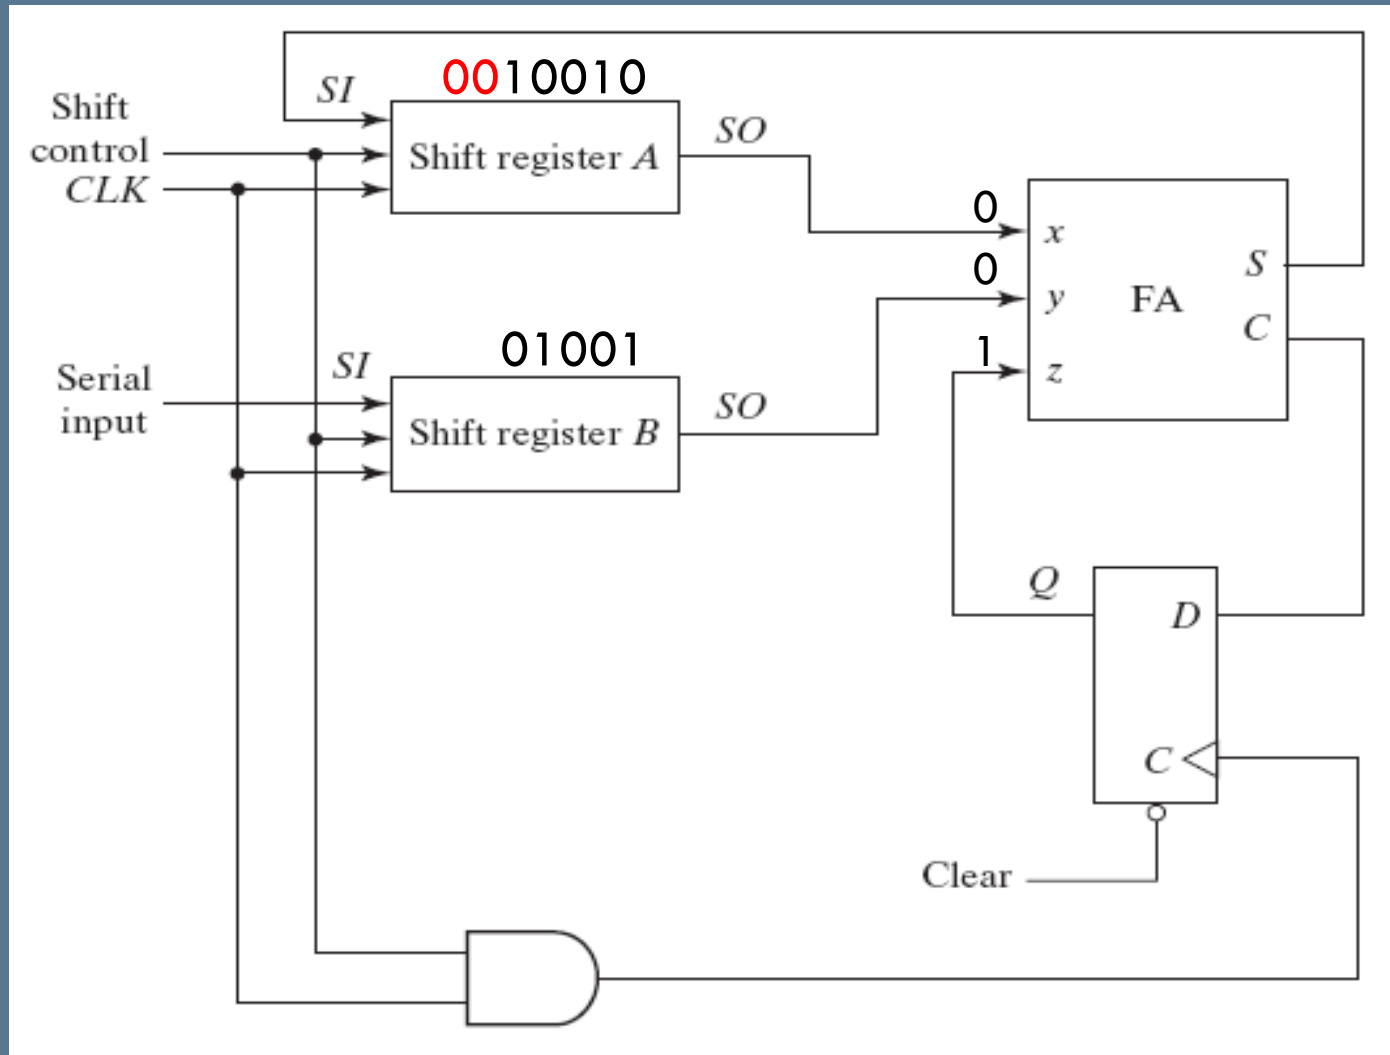 0010010
SI
Shift
control
CLK
Shift register A
SO
0
x
0
y
FA
S
C
1
z
01001
SI
Serial
input
Shift register B
SO
Q
D
C
Clear